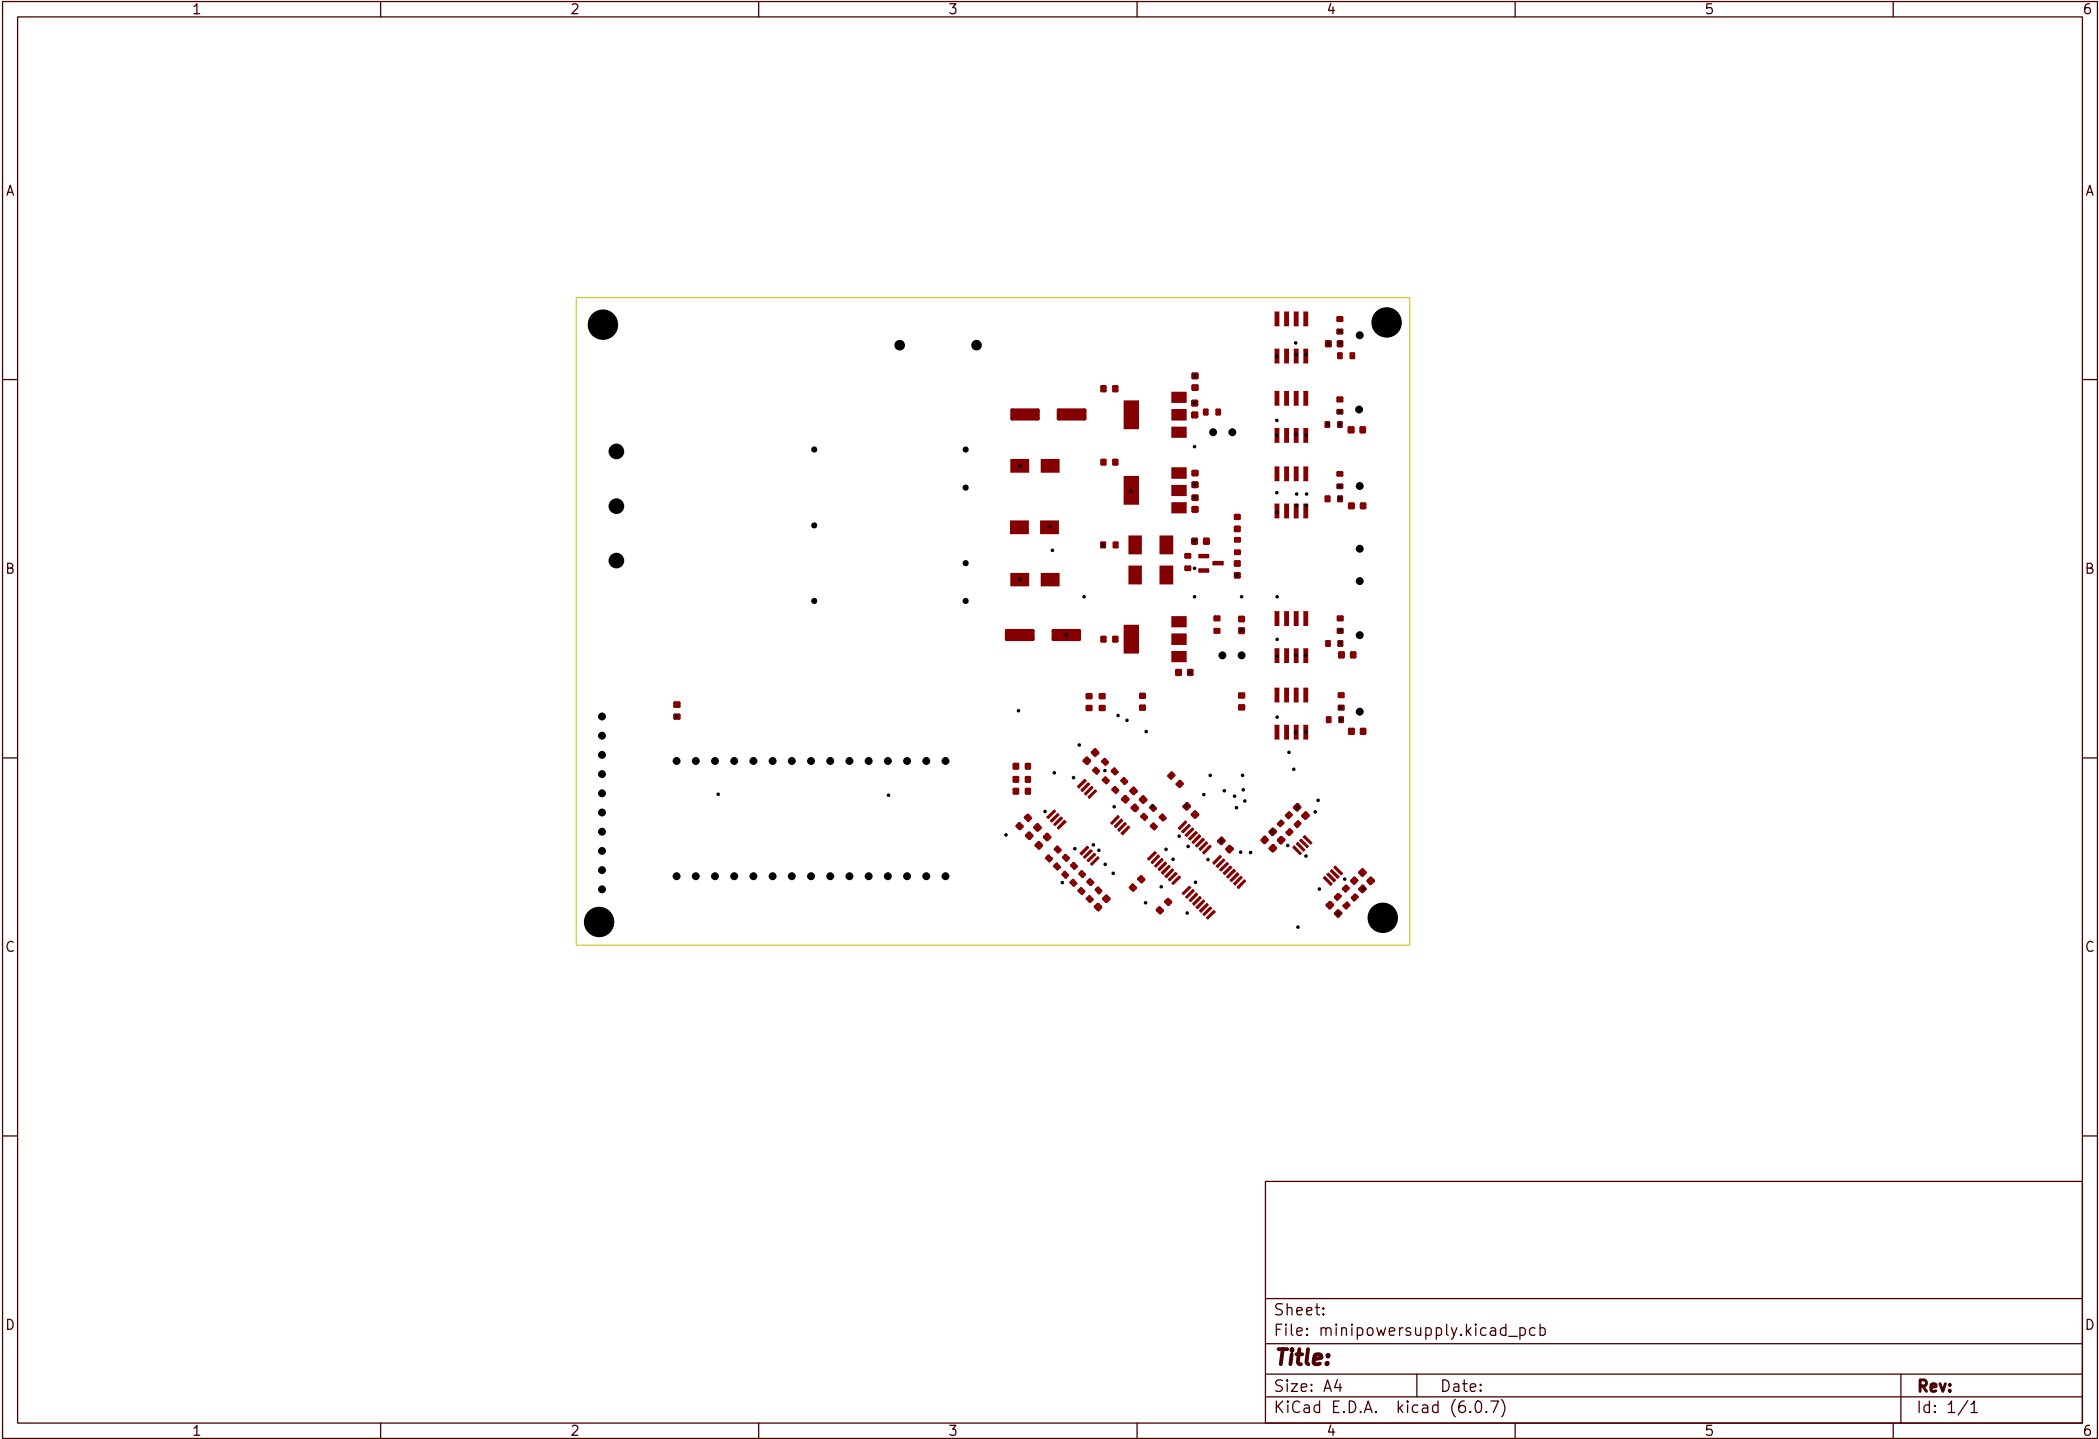 1 2 3 4 5 6
A A
B B
C C
D D
Sheet:
File: minipowersupply.kicad_pcb
Title:
Size: A4 Date: Rev:
KiCad E.D.A. kicad (6.0.7) Id: 1/1
1 2 3 4 5 6